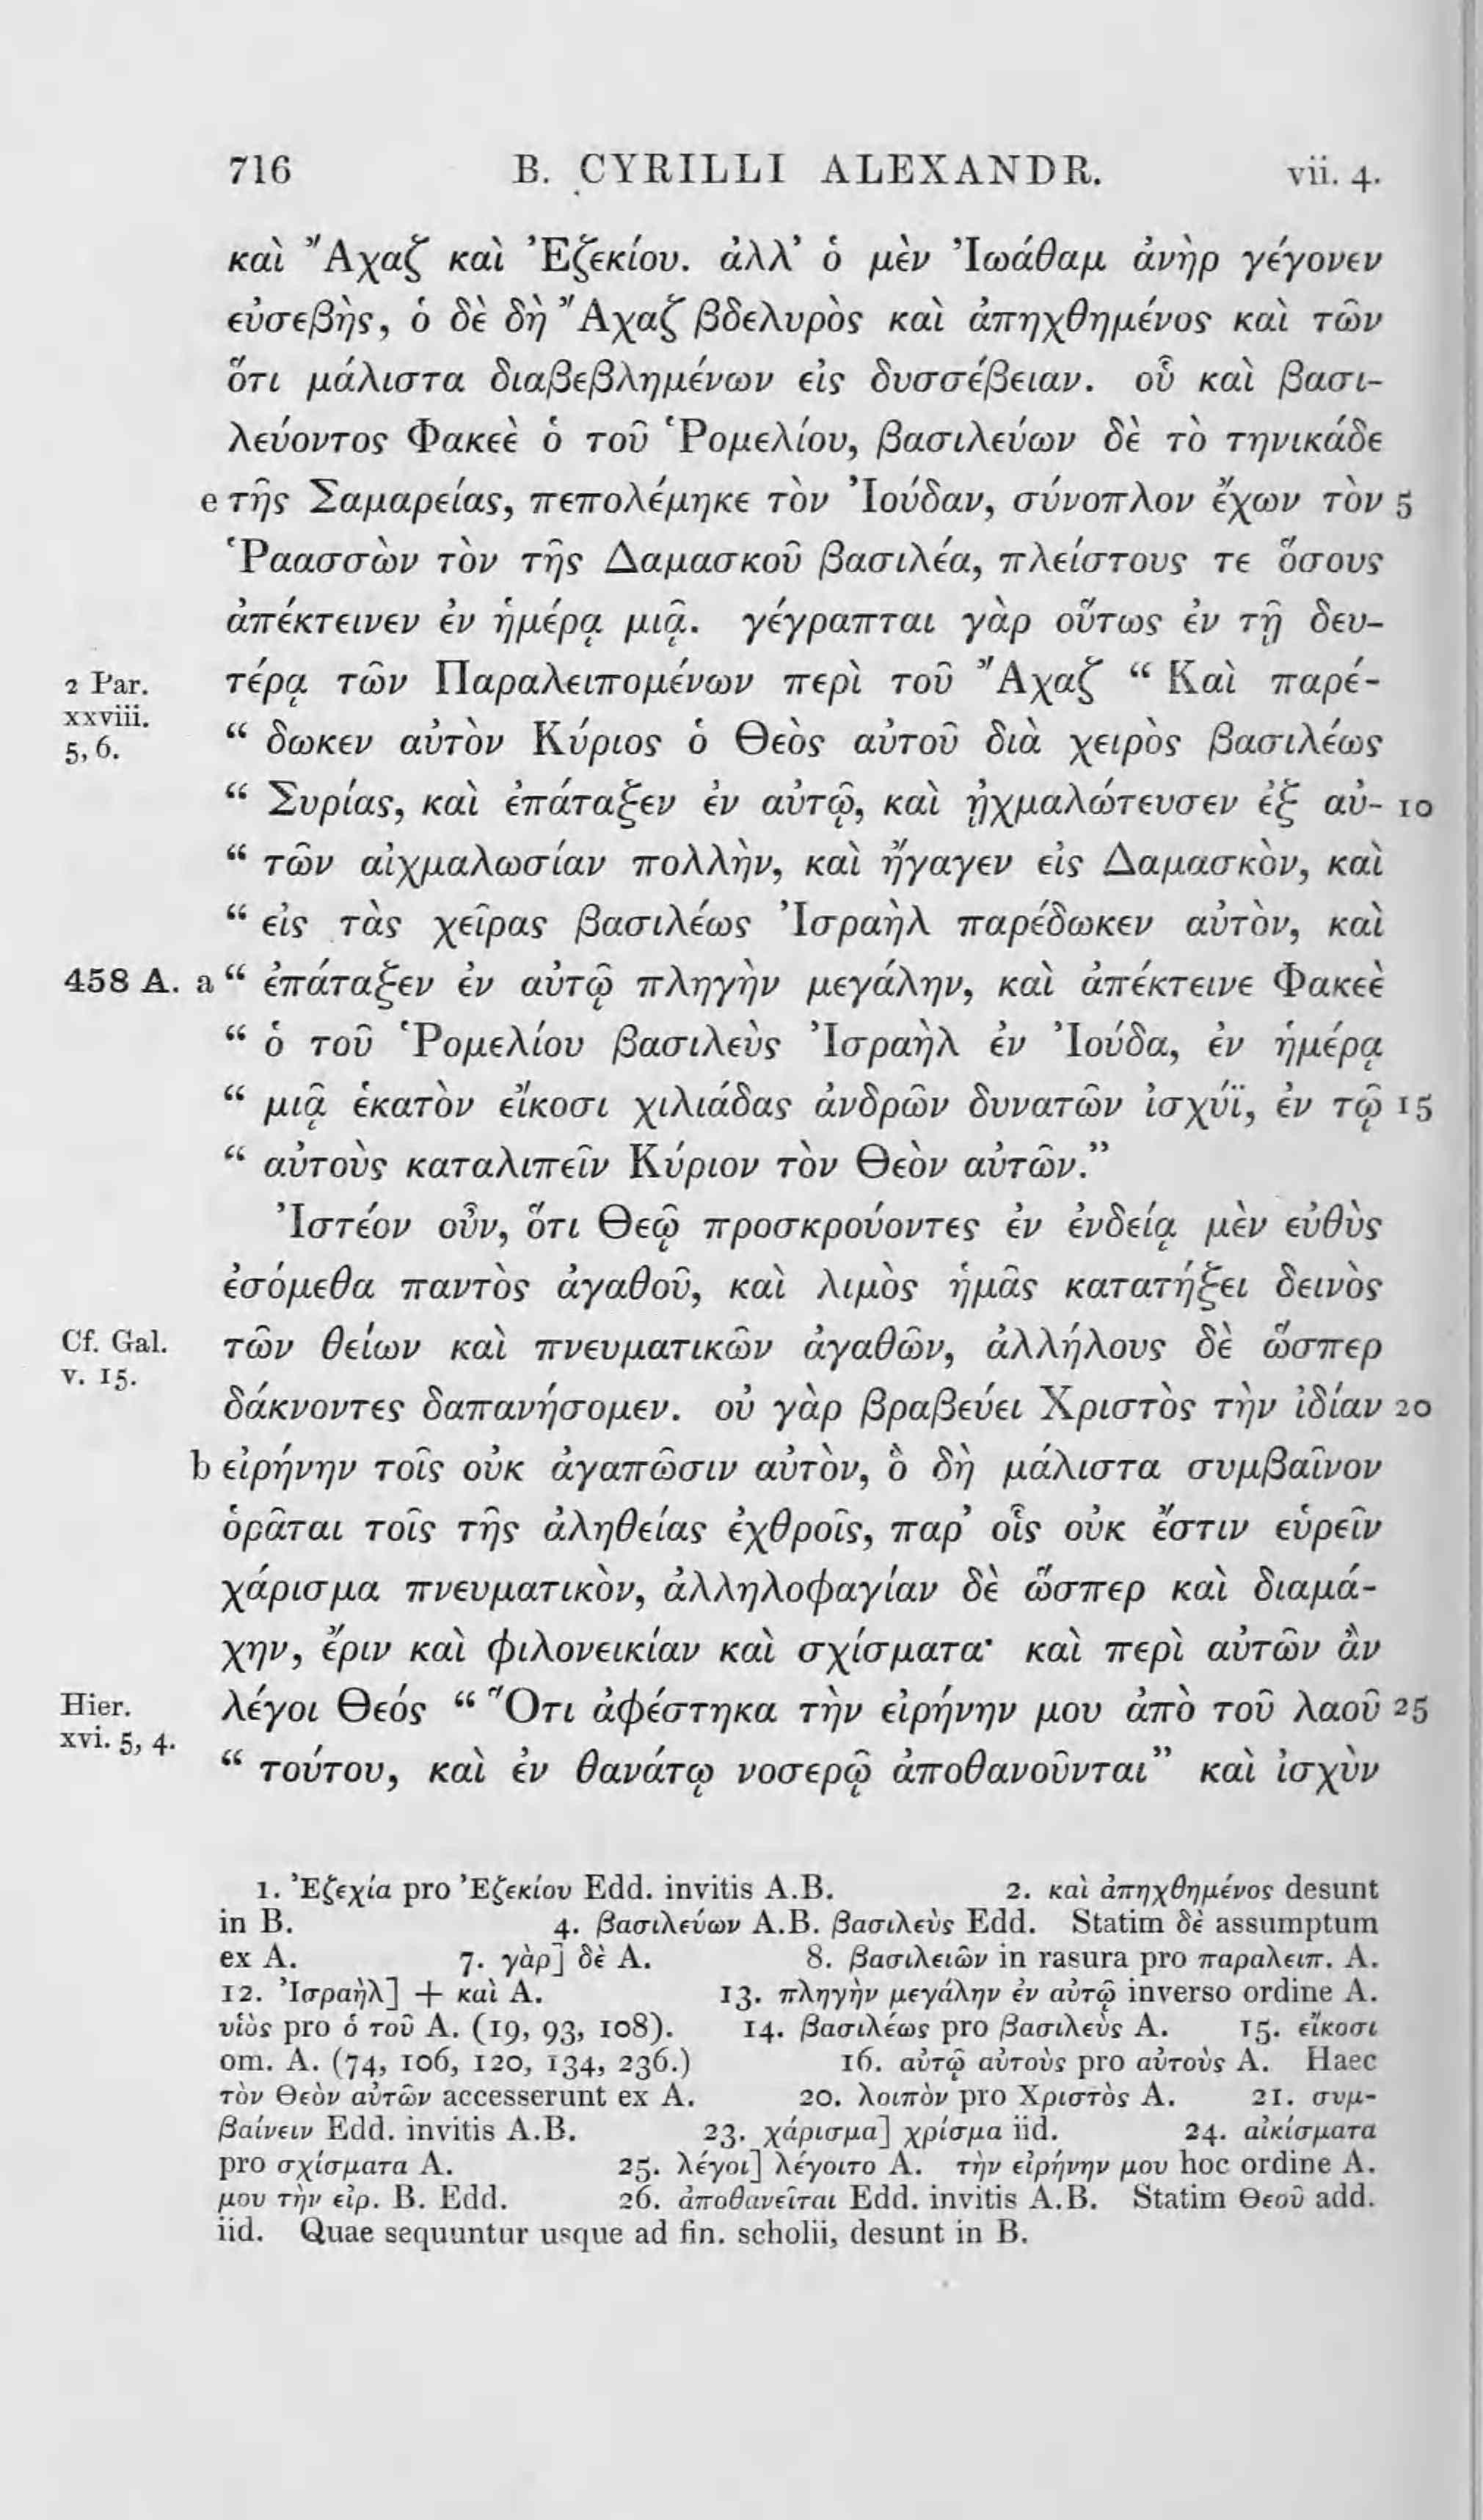 716 B. CYRILLI ALEXANDR. vii. 4.
καὶ Ἄχαζ καὶ Ἐζεκίου. ἀλλ’ ὁ μὲν Ἰωάθαμ ἀνὴρ γέγονεν
εὐσεβὴς, ὁ δὲ δὴ Ἄχαζ βδελυρὸς καὶ ἀπηχθημένος καὶ τῶν
ὅτι μάλιστα διαβεβλημένων εἰς δυσσέβειαν. οὗ καὶ βασι-
λεύοντος Φακεὲ ὁ τοῦ Ῥομελίου, βασιλεύων δὲ τὸ τηνικάδε
e τῆς Σαμαρείας, πεπολέμηκε τὸν Ἰούδαν, σύνοπλον ἔχων τὸν 5
Ῥαασσὼν τὸν τῆς Δαμασκοῦ βασιλέα, πλείστους τε ὅσους
ἀπέκτεινεν ἐν ἡμέρᾳ μιᾷ. γέγραπται γὰρ οὕτως ἐν τῇ δευ-
2 Par. τέρᾳ τῶν Παραλειπομένων περὶ τοῦ Ἄχαζ “ Καὶ παρέ-
xxviii.
5, 6. “ δωκεν αὐτὸν Κύριος ὁ Θεὸς αὐτοῦ διὰ χειρὸς βασιλέως
“ Συρίας, καὶ ἐπάταξεν ἐν αὐτῷ, καὶ ᾐχμαλώτευσεν ἐξ αὐ- 10
“ τῶν αἰχμαλωσίαν πολλὴν, καὶ ἤγαγεν εἰς Δαμασκὸν, καὶ
“ εἰς τὰς χεῖρας βασιλέως Ἰσραὴλ παρέδωκεν αὐτὸν, καὶ
458 A. a “ ἐπάταξεν ἐν αὐτῷ πληγὴν μεγάλην, καὶ ἀπέκτεινε Φακεὲ
“ ὁ τοῦ Ῥομελίου βασιλεὺς Ἰσραὴλ ἐν Ἰούδα, ἐν ἡμέρᾳ
“ μιᾷ ἑκατὸν εἴκοσι χιλιάδας ἀνδρῶν δυνατῶν ἰσχύϊ, ἐν τῷ 15
“ αὐτοὺς καταλιπεῖν Κύριον τὸν Θεὸν αὐτῶν.”
Ἰστέον οὖν, ὅτι Θεῷ προσκρούοντες ἐν ἐνδείᾳ μὲν εὐθὺς
ἐσόμεθα παντὸς ἀγαθοῦ, καὶ λιμὸς ἡμᾶς κατατήξει δεινὸς
Cf. Gal. τῶν θείων καὶ πνευματικῶν ἀγαθῶν, ἀλλήλους δὲ ὥσπερ
v. 15.
δάκνοντες δαπανήσομεν. οὐ γὰρ βραβεύει Χριστὸς τὴν ἰδίαν 20
b εἰρήνην τοῖς οὐκ ἀγαπῶσιν αὐτὸν, ὃ δὴ μάλιστα συμβαῖνον
ὁρᾶται τοῖς τῆς ἀληθείας ἐχθροῖς, παρ’ οἷς οὐκ ἔστιν εὑρεῖν
χάρισμα πνευματικὸν, ἀλληλοφαγίαν δὲ ὥσπερ καὶ διαμά-
χην, ἔριν καὶ φιλονεικίαν καὶ σχίσματα· καὶ περὶ αὐτῶν ἂν
Hier. λέγοι Θεός “ Ὅτι ἀφέστηκα τὴν εἰρήνην μου ἀπὸ τοῦ λαοῦ 25
xvi. 5, 4. “ τούτου, καὶ ἐν θανάτῳ νοσερῷ ἀποθανοῦνται” καὶ ἰσχὺν
1. Ἐζεχία pro Ἐζεκίου Edd. invitis A.B. 2. καὶ ἀπηχθημένος desunt
in B. 4. βασιλεύων A.B. βασιλεὺς Edd. Statim δὲ assumptum
ex A. 7. γὰρ] δὲ A. 8. βασιλειῶν in rasura pro παραλειπ. A.
12. Ἰσραὴλ] + καὶ A. 13. πληγὴν μεγάλην ἐν αὐτῷ inverso ordine A.
υἱὸς pro ὁ τοῦ A. (19, 93, 108). 14. βασιλέως pro βασιλεὺς A. 15. εἴκοσι
om. A. (74, 106, 120, 134, 236.) 16. αὐτῷ αὐτοὺς pro αὐτοὺς A. Haec
τὸν Θεὸν αὐτῶν accesserunt ex A. 20. λοιπὸν pro Χριστὸς A. 21. συμ-
βαίνειν Edd. invitis A.B. 23. χάρισμα] χρίσμα iid. 24. αἰκίσματα
pro σχίσματα A. 25. λέγοι] λέγοιτο A. τὴν εἰρήνην μου hoc ordine A.
μου τὴν εἰρ. B. Edd. 26. ἀποθανεῖται Edd. invitis A.B. Statim Θεοῦ add.
iid. Quae sequuntur usque ad fin. scholii, desunt in B.